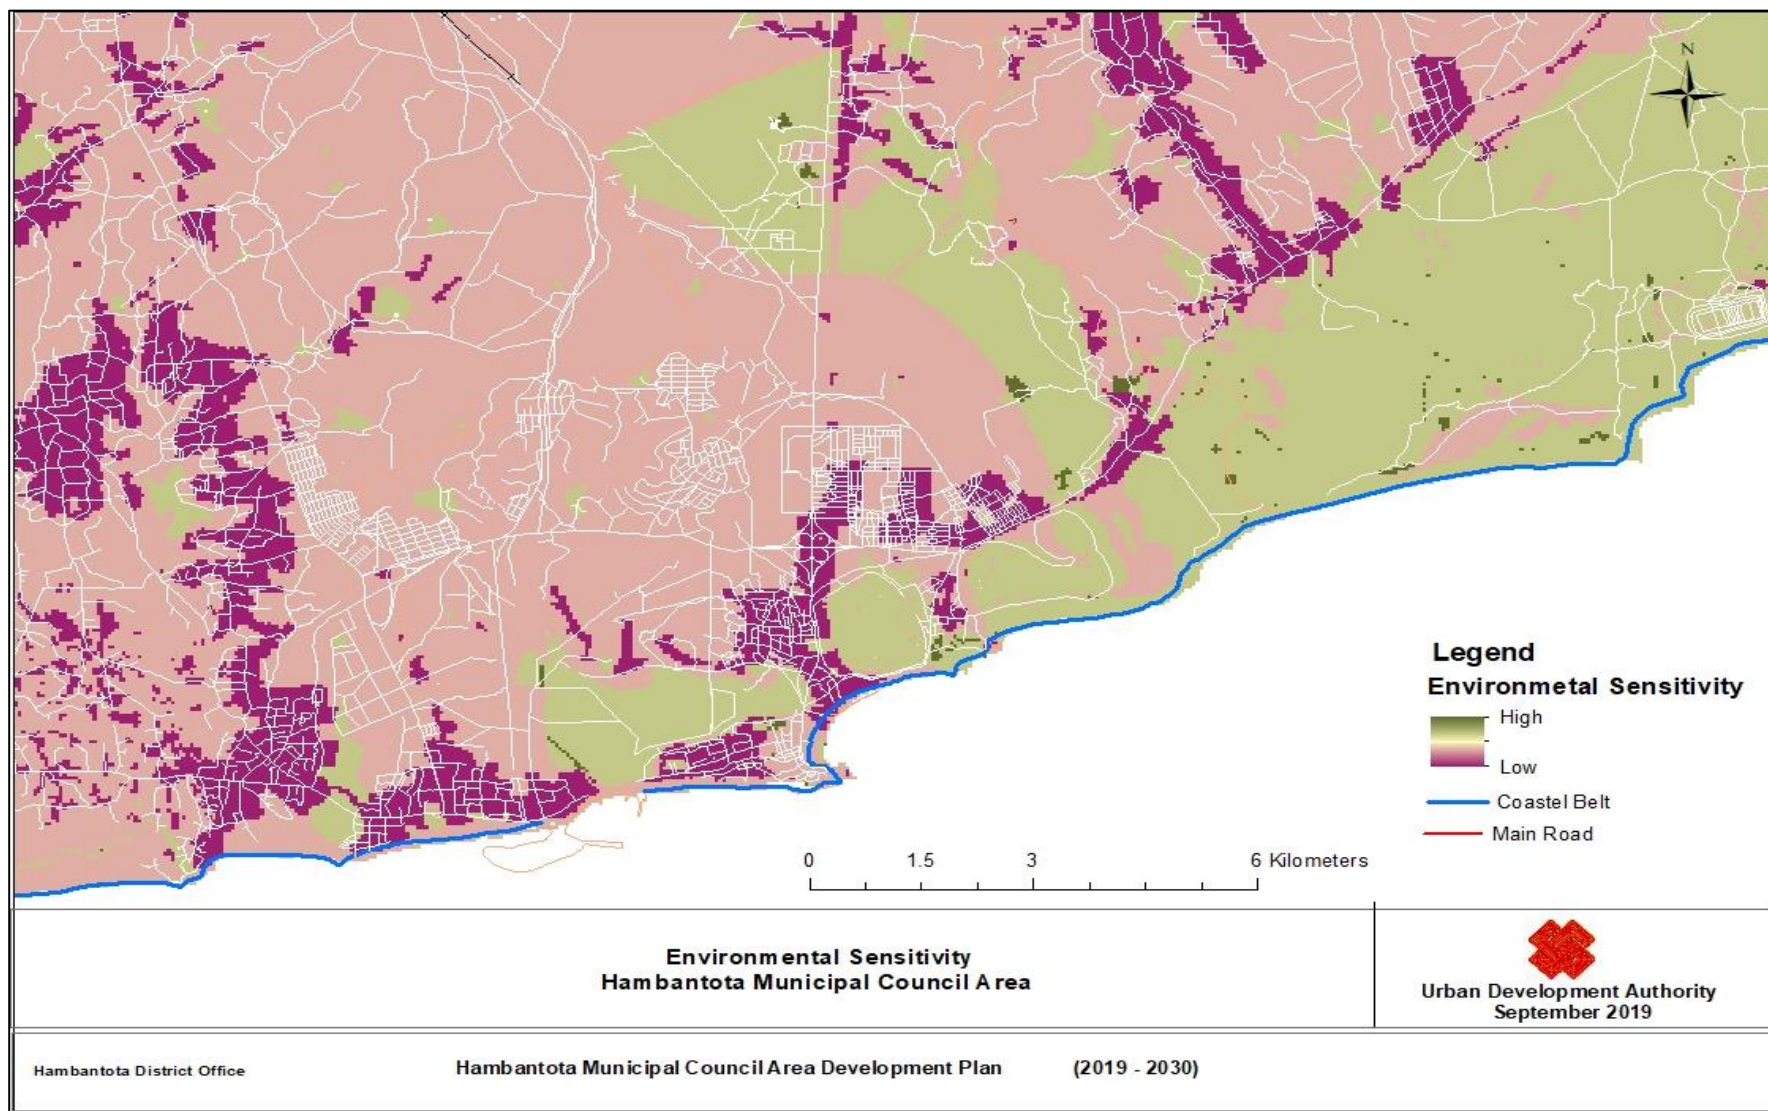 N
Legend
Environmetal Sensitivity
High
Low
Coastel Belt
Main Road
0 1.5 3 6 Kilometers
Environmental Sensitivity
Hambantota Municipal Council Area
Urban Development Authority
September 2019
Hambantota District Office Hambantota Municipal Council Area Development Plan (2019 - 2030)